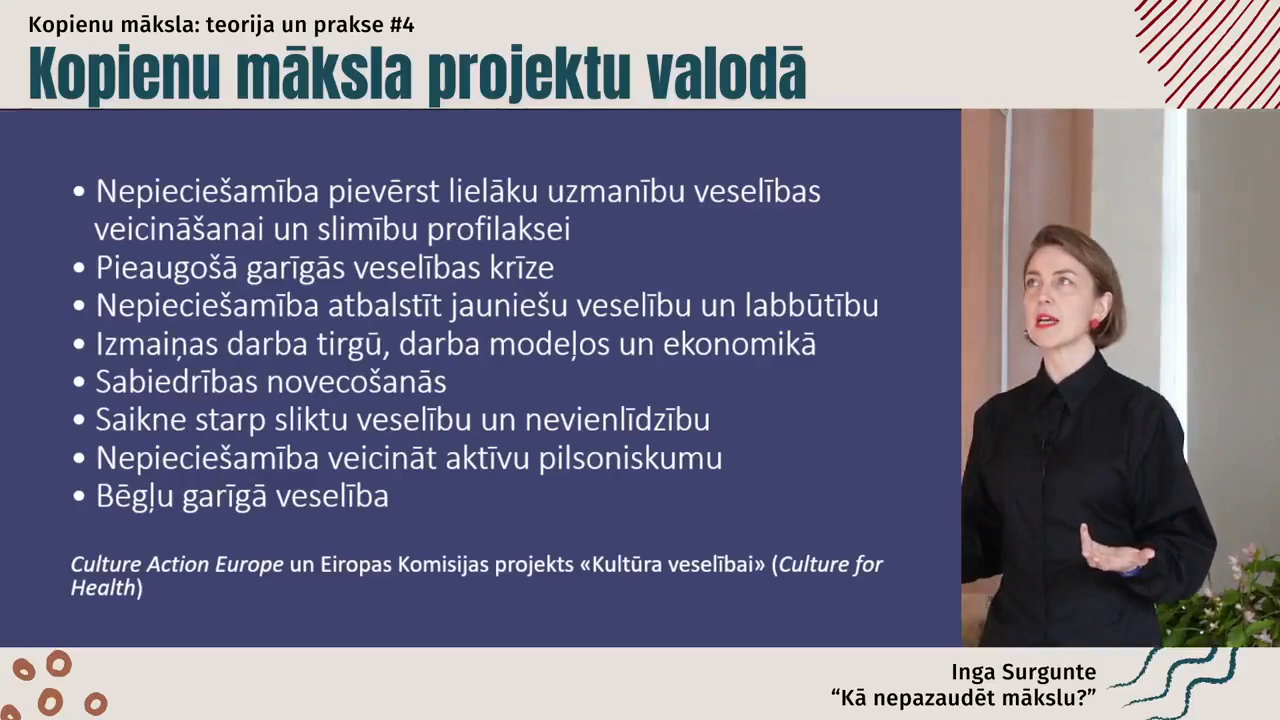 Kopienu māksla: teorija un prakse #4
Kopienu māksla projektu valodā
• Nepieciešamība pievērst lielāku uzmanību veselības
veicināšanai un slimību profilaksei
• Pieaugošā garīgās veselības krīze
• Nepieciešamība atbalstīt jauniešu veselību un labbūtību
• Izmaiņas darba tirgū, darba modeļos un ekonomikā
• Sabiedrības novecošanās
• Saikne starp sliktu veselību un nevienlīdzību
• Nepieciešamība veicināt aktīvu pilsoniskumu
• Bēgļu garīgā veselība
Culture Action Europe un Eiropas Komisijas projekts «Kultūra veselībai» (Culture for
Health)
Inga Surgunte
“Kā nepazaudēt mākslu?”